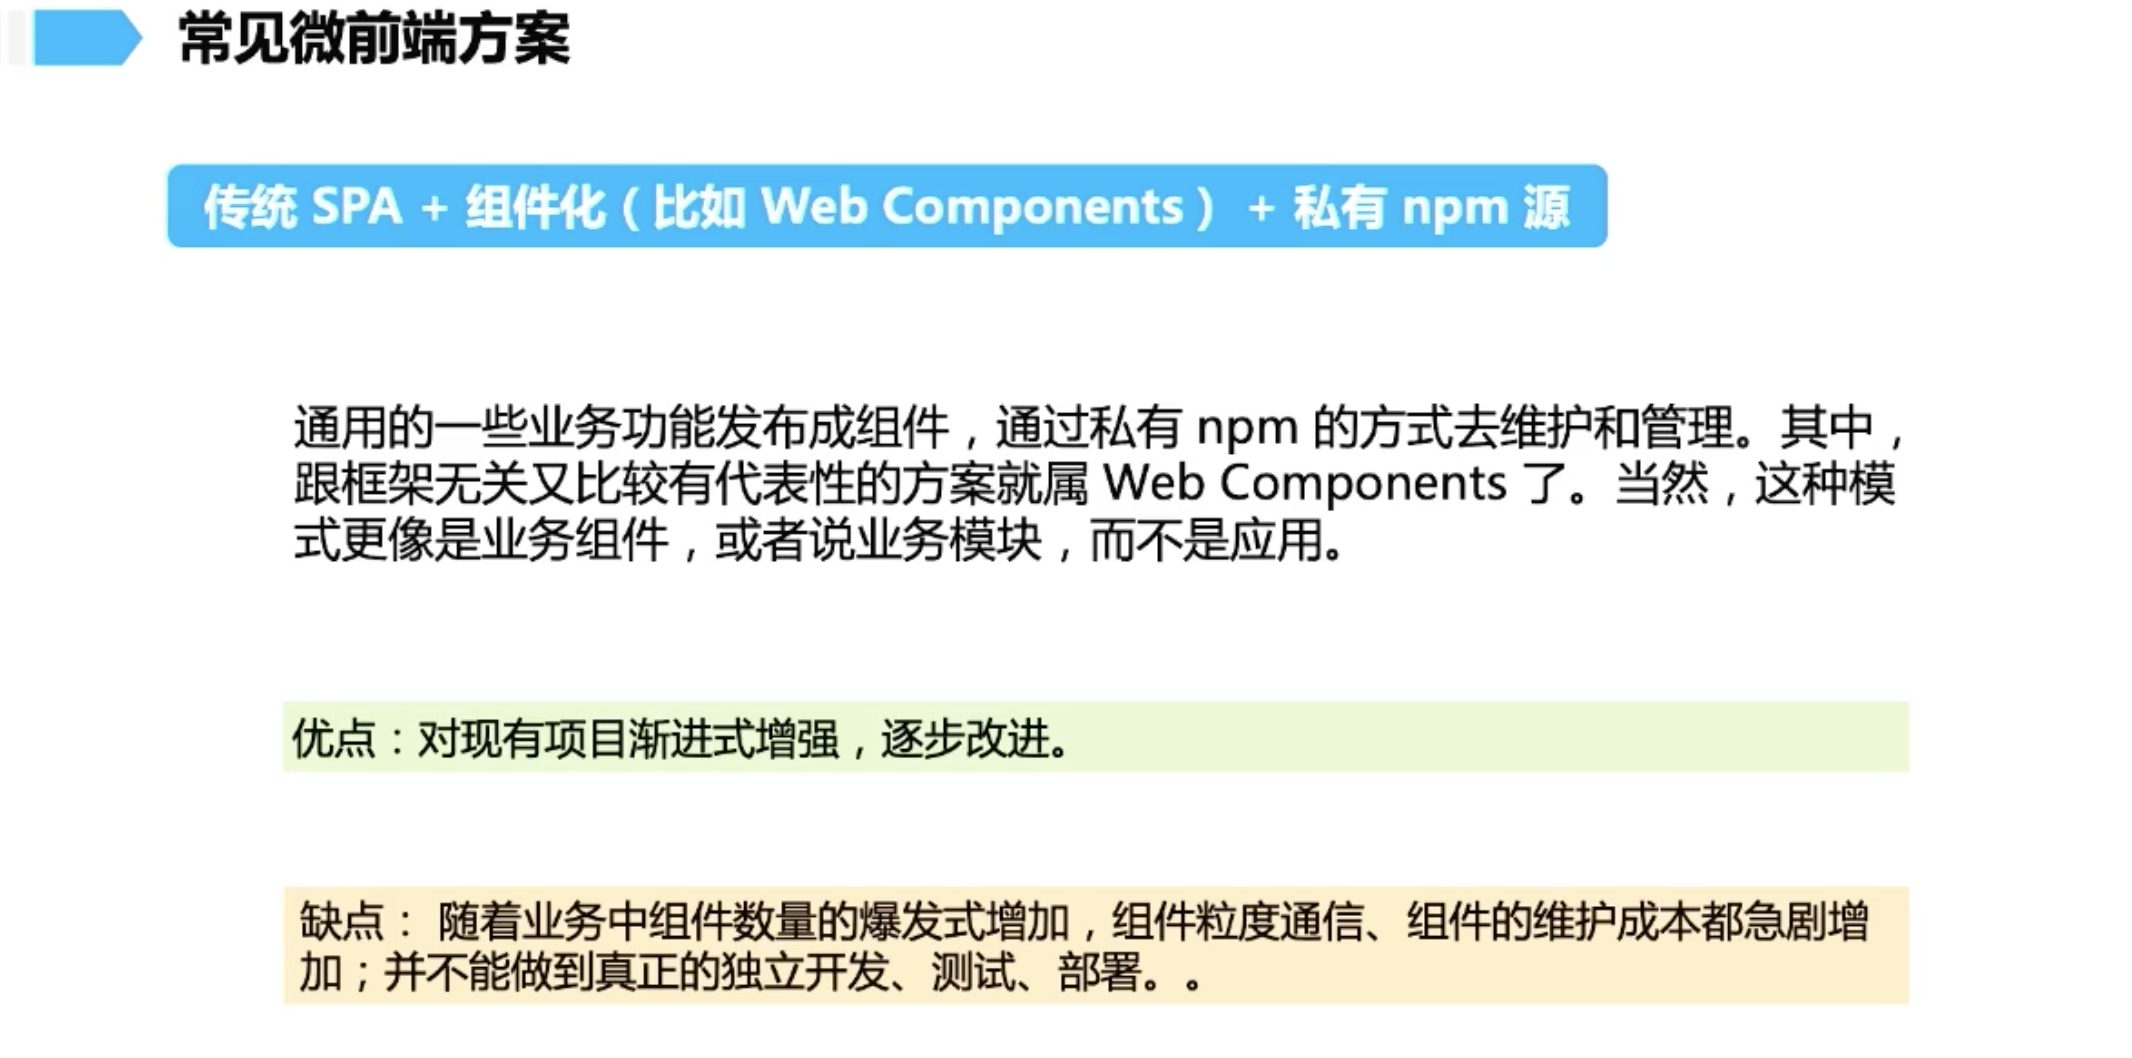 常见微前端方案
传统 SPA + 组件化（比如 Web Components） + 私有 npm 源
通用的一些业务功能发布成组件，通过私有 npm 的方式去维护和管理。其中，
跟框架无关又比较有代表性的方案就属 Web Components 了。当然，这种模
式更像是业务组件，或者说业务模块，而不是应用。
优点：对现有项目渐进式增强，逐步改进。
缺点： 随着业务中组件数量的爆发式增加，组件粒度通信、组件的维护成本都急剧增
加；并不能做到真正的独立开发、测试、部署。。